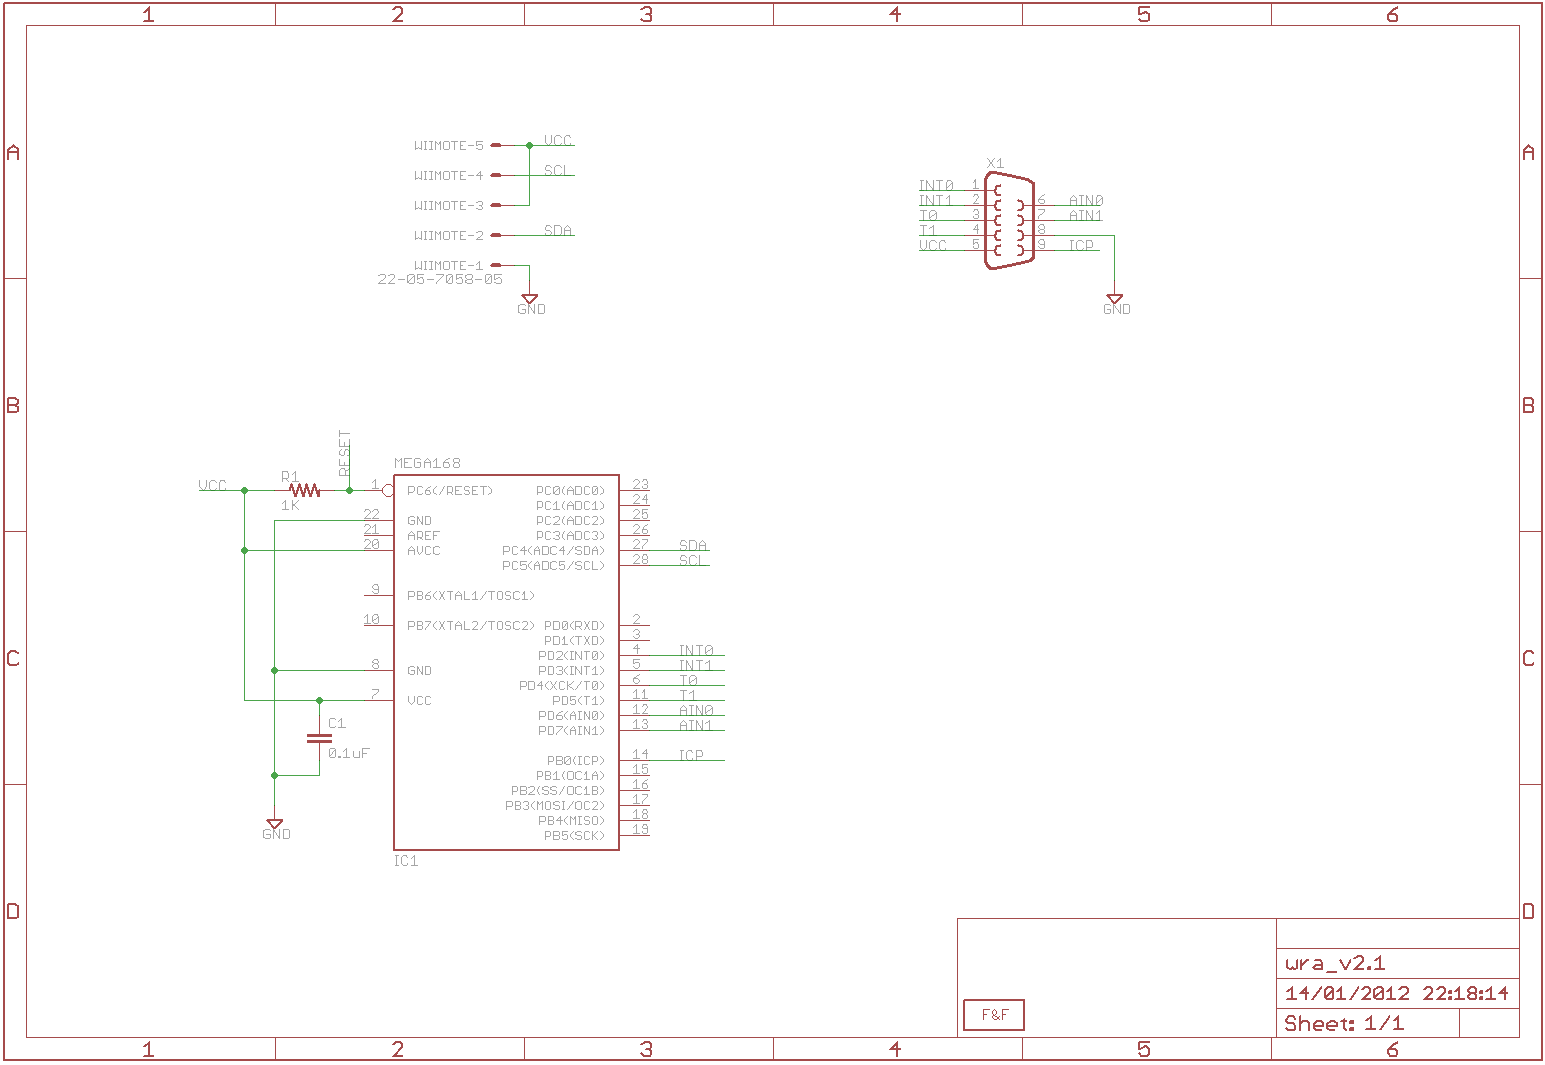 1 2 3 4 5 6
A A
WIIMOTE-5 VCC
WIIMOTE-4 SCL
WIIMOTE-3
WIIMOTE-2 SDA
WIIMOTE-1
22-05-7058-05
GND
X1
INT0 1
INT1 2 6 AIN0
T0 3 7 AIN1
T1 4 8
VCC 5 9 ICP
GND
B B
RESET
MEGA168
VCC R1 1 PC6(/RESET) PC0(ADC0) 23
1K PC1(ADC1) 24
22 GND PC2(ADC2) 25
21 AREF PC3(ADC3) 26
20 AVCC PC4(ADC4/SDA) 27 SDA
PC5(ADC5/SCL) 28 SCL
9 PB6(XTAL1/TOSC1)
10 PB7(XTAL2/TOSC2) PD0(RXD) 2
PD1(TXD) 3
C C
PD2(INT0) 4 INT0
8 GND PD3(INT1) 5 INT1
PD4(XCK/T0) 6 T0
7 VCC PD5(T1) 11 T1
PD6(AIN0) 12 AIN0
C1 PD7(AIN1) 13 AIN1
0.1uF PB0(ICP) 14 ICP
PB1(OC1A) 15
PB2(SS/OC1B) 16
PB3(MOSI/OC2) 17
PB4(MISO) 18
GND PB5(SCK) 19
IC1
D D
wra_v2.1
14/01/2012 22:18:14
F&F
Sheet: 1/1
1 2 3 4 5 6